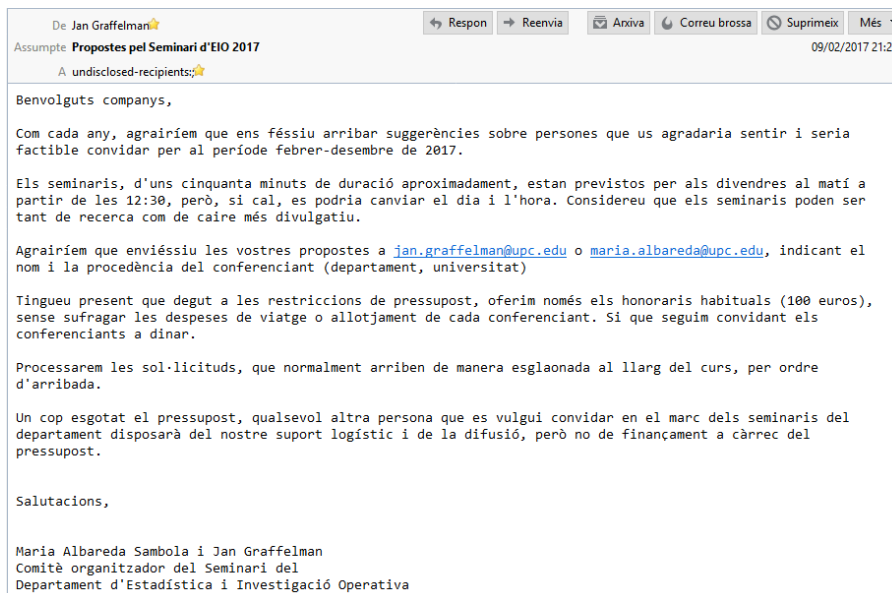 De Jan Graffelman
Respon Reenvia Arxiva Correu brossa Suprimeix Més
Assumpte Propostes pel Seminari d'EIO 2017
09/02/2017 21:2
A undisclosed-recipients:;
Benvolguts companys,
Com cada any, agrairíem que ens féssiu arribar suggerències sobre persones que us agradaria sentir i seria
factible convidar per al període febrer-desembre de 2017.
Els seminaris, d'uns cinquanta minuts de duració aproximadament, estan previstos per als divendres al matí a
partir de les 12:30, però, si cal, es podria canviar el dia i l'hora. Considereu que els seminaris poden ser
tant de recerca com de caire més divulgatiu.
Agrairíem que enviéssiu les vostres propostes a jan.graffelman@upc.edu o maria.albareda@upc.edu, indicant el
nom i la procedència del conferenciant (departament, universitat)
Tingueu present que degut a les restriccions de pressupost, oferim només els honoraris habituals (100 euros),
sense sufragar les despeses de viatge o allotjament de cada conferenciant. Si que seguim convidant els
conferenciants a dinar.
Processarem les sol·licituds, que normalment arriben de manera esglaonada al llarg del curs, per ordre
d'arribada.
Un cop esgotat el pressupost, qualsevol altra persona que es vulgui convidar en el marc dels seminaris del
departament disposarà del nostre suport logístic i de la difusió, però no de finançament a càrrec del
pressupost.
Salutacions,
Maria Albareda Sambola i Jan Graffelman
Comitè organitzador del Seminari del
Departament d'Estadística i Investigació Operativa